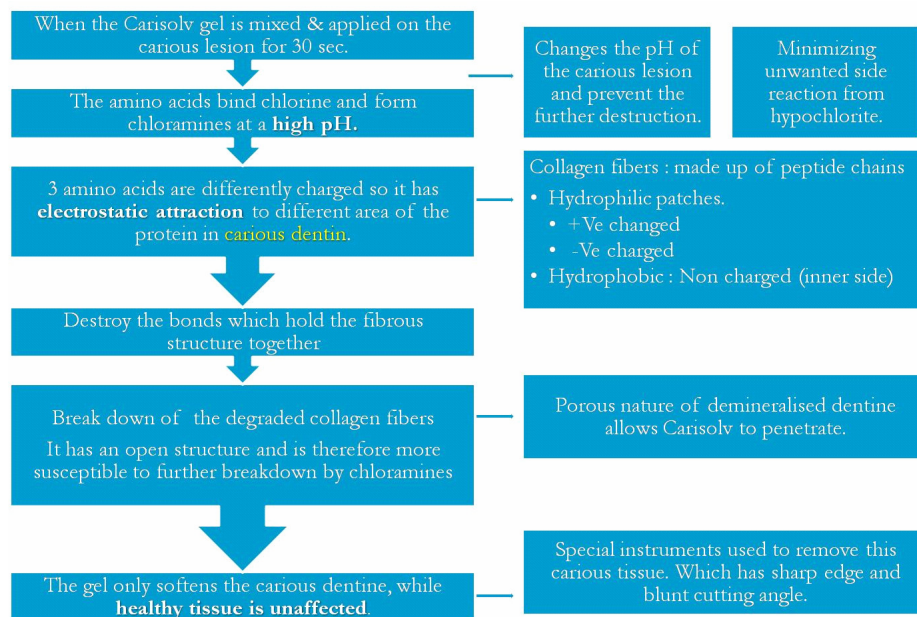 When the Carisolv gel is mixed & applied on the
carious lesion for 30 sec.
Changes the pH of
the carious lesion
and prevent the
further destruction.
Minimizing
unwanted side
reaction from
hypochlorite.
The amino acids bind chlorine and form
chloramines at a high pH.
3 amino acids are differently charged so it has
electrostatic attraction to different area of the
protein in carious dentin.
Collagen fibers : made up of peptide chains
• Hydrophilic patches.
• +Ve changed
• -Ve charged
• Hydrophobic : Non charged (inner side)
Destroy the bonds which hold the fibrous
structure together
Break down of the degraded collagen fibers
It has an open structure and is therefore more
susceptible to further breakdown by chloramines
Porous nature of demineralised dentine
allows Carisolv to penetrate.
The gel only softens the carious dentine, while
healthy tissue is unaffected.
Special instruments used to remove this
carious tissue. Which has sharp edge and
blunt cutting angle.